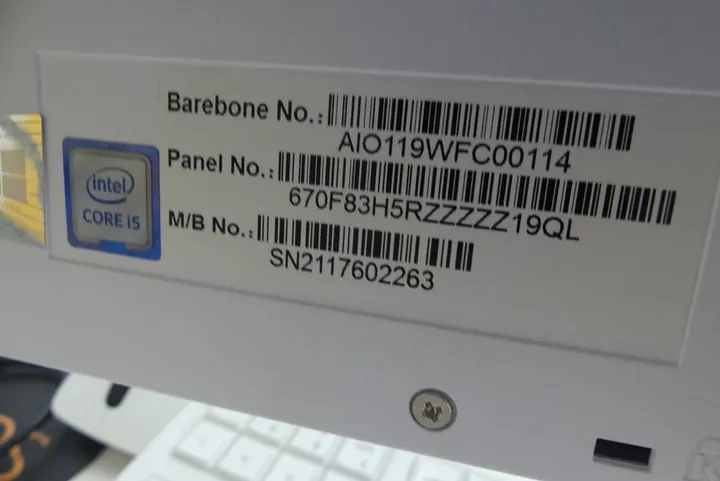 Barebone No.:
AIO119WFC00114
Panel No.:
670F83H5RZZZZZ19QL
intel
CORE i5
M/B No.:
SN2117602263